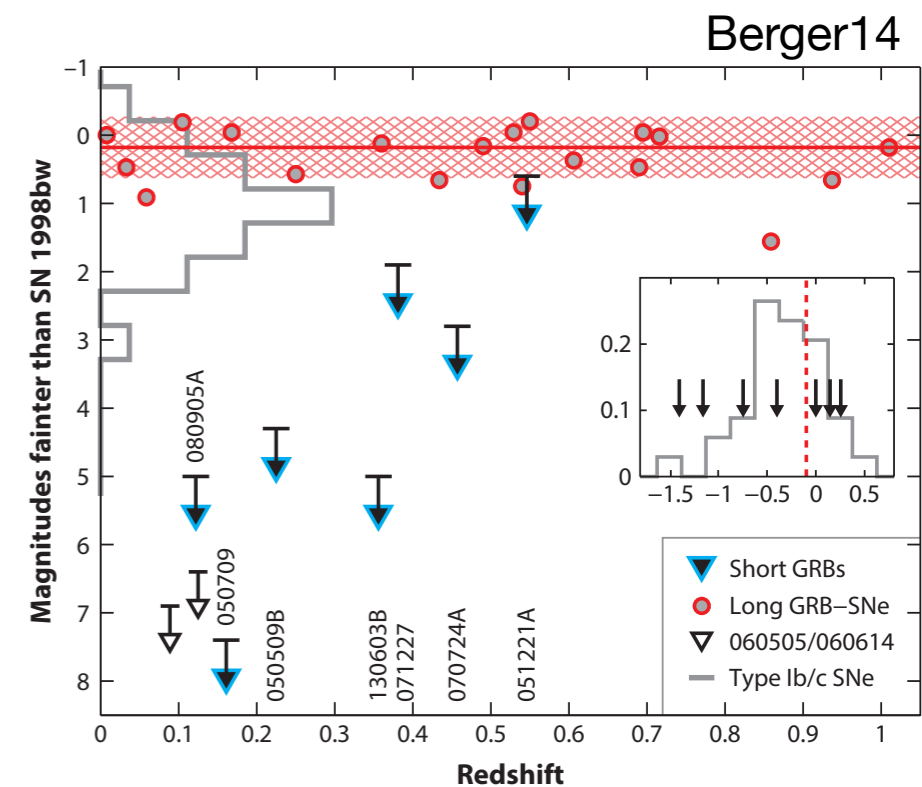 Berger14
Magnitudes fainter than SN 1998bw
−1
0
1
2
3
4
5
6
7
8
080905A
050709
050509B
130603B
071227
070724A
051221A
0.2
0.1
0
−1.5 −1 −0.5 0 0.5
Short GRBs
Long GRB−SNe
060505/060614
Type Ib/c SNe
0 0.1 0.2 0.3 0.4 0.5 0.6 0.7 0.8 0.9 1
Redshift